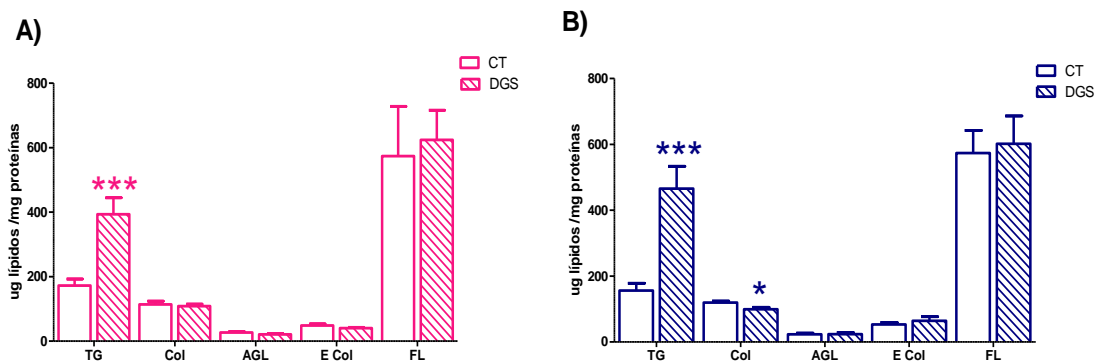 A)
CT
DGS
ug lípidos /mg proteínas
800
600
400
200
0
***
TG Col AGL E Col FL
B)
CT
DGS
ug lípidos /mg proteínas
800
600
400
200
0
***
*
TG Col AGL E Col FL